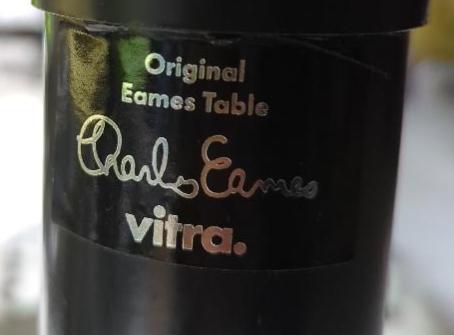 Original
Eames Table
Charles Eames
vitra.